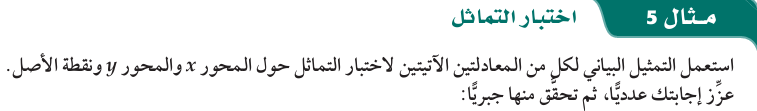 مثال 5 اختبار التماثل
استعمل التمثيل البياني لكل من المعادلتين الآتيتين لاختبار التماثل حول المحور x والمحور y ونقطة الأصل.
عزِّز إجابتك عدديًّا، ثم تحقَّق منها جبريًّا: